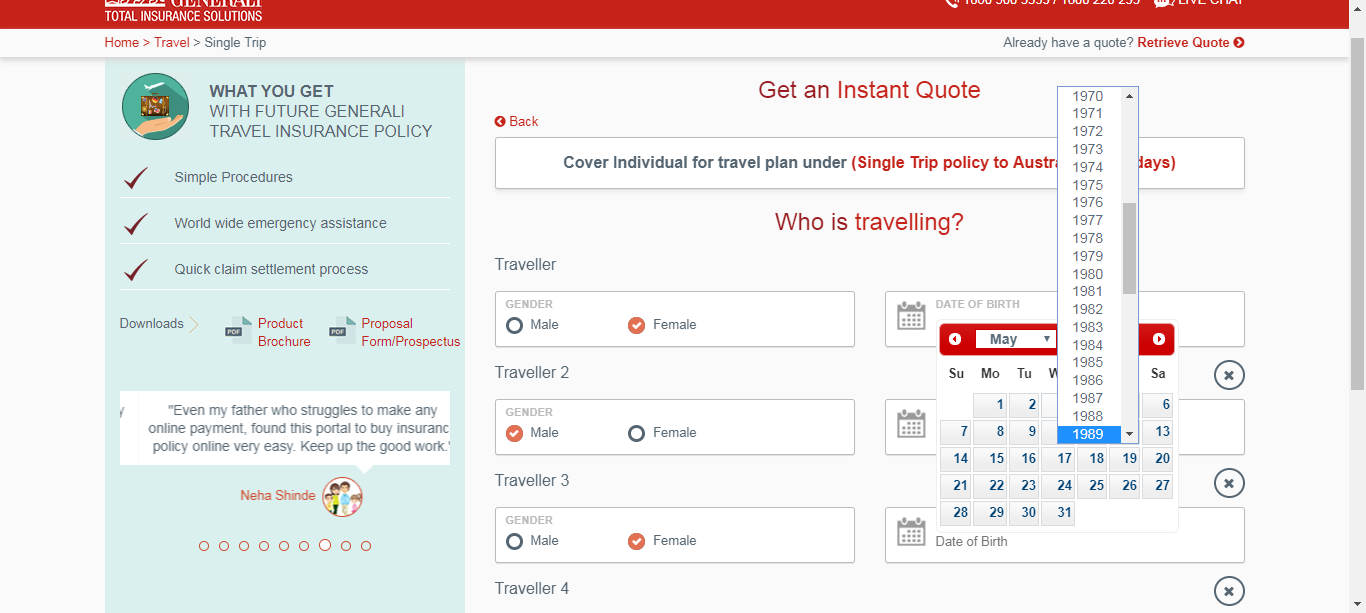 GENERALI
TOTAL INSURANCE SOLUTIONS
LIVE CHAT
Home > Travel > Single Trip
Already have a quote? Retrieve Quote
WHAT YOU GET
WITH FUTURE GENERALI
TRAVEL INSURANCE POLICY
Simple Procedures
World wide emergency assistance
Quick claim settlement process
Downloads
PDF
Product
Brochure
PDF
Proposal
Form/Prospectus
"Even my father who struggles to make any
online payment, found this portal to buy insuranc
policy online very easy. Keep up the good work."
Neha Shinde
Get an Instant Quote
Back
Cover Individual for travel plan under (Single Trip policy to Austra days)
Who is travelling?
Traveller
GENDER
Male
Female
DATE OF BIRTH
Traveller 2
GENDER
Male
Female
Traveller 3
GENDER
Male
Female
Date of Birth
Traveller 4
May
Su Mo Tu W Sa
1 2 6
7 8 9 13
14 15 16 17 18 19 20
21 22 23 24 25 26 27
28 29 30 31
1970
1971
1972
1973
1974
1975
1976
1977
1978
1979
1980
1981
1982
1983
1984
1985
1986
1987
1988
1989